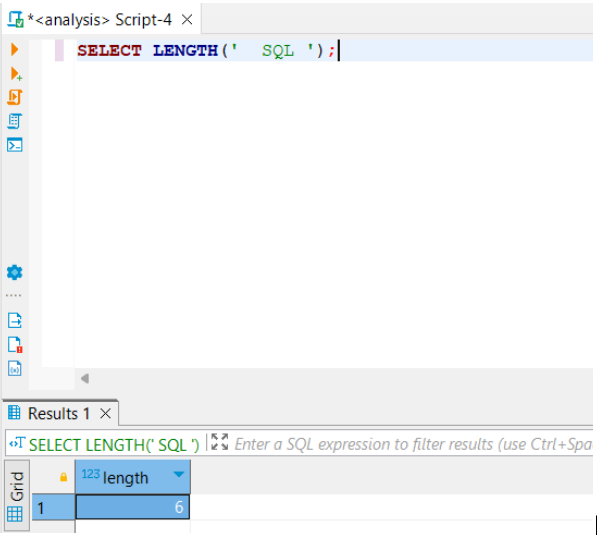 *<analysis> Script-4
SELECT LENGTH('  SQL ');
Results 1
SELECT LENGTH(' SQL ') Enter a SQL expression to filter results (use Ctrl+Spa
Grid
123 length
1 6